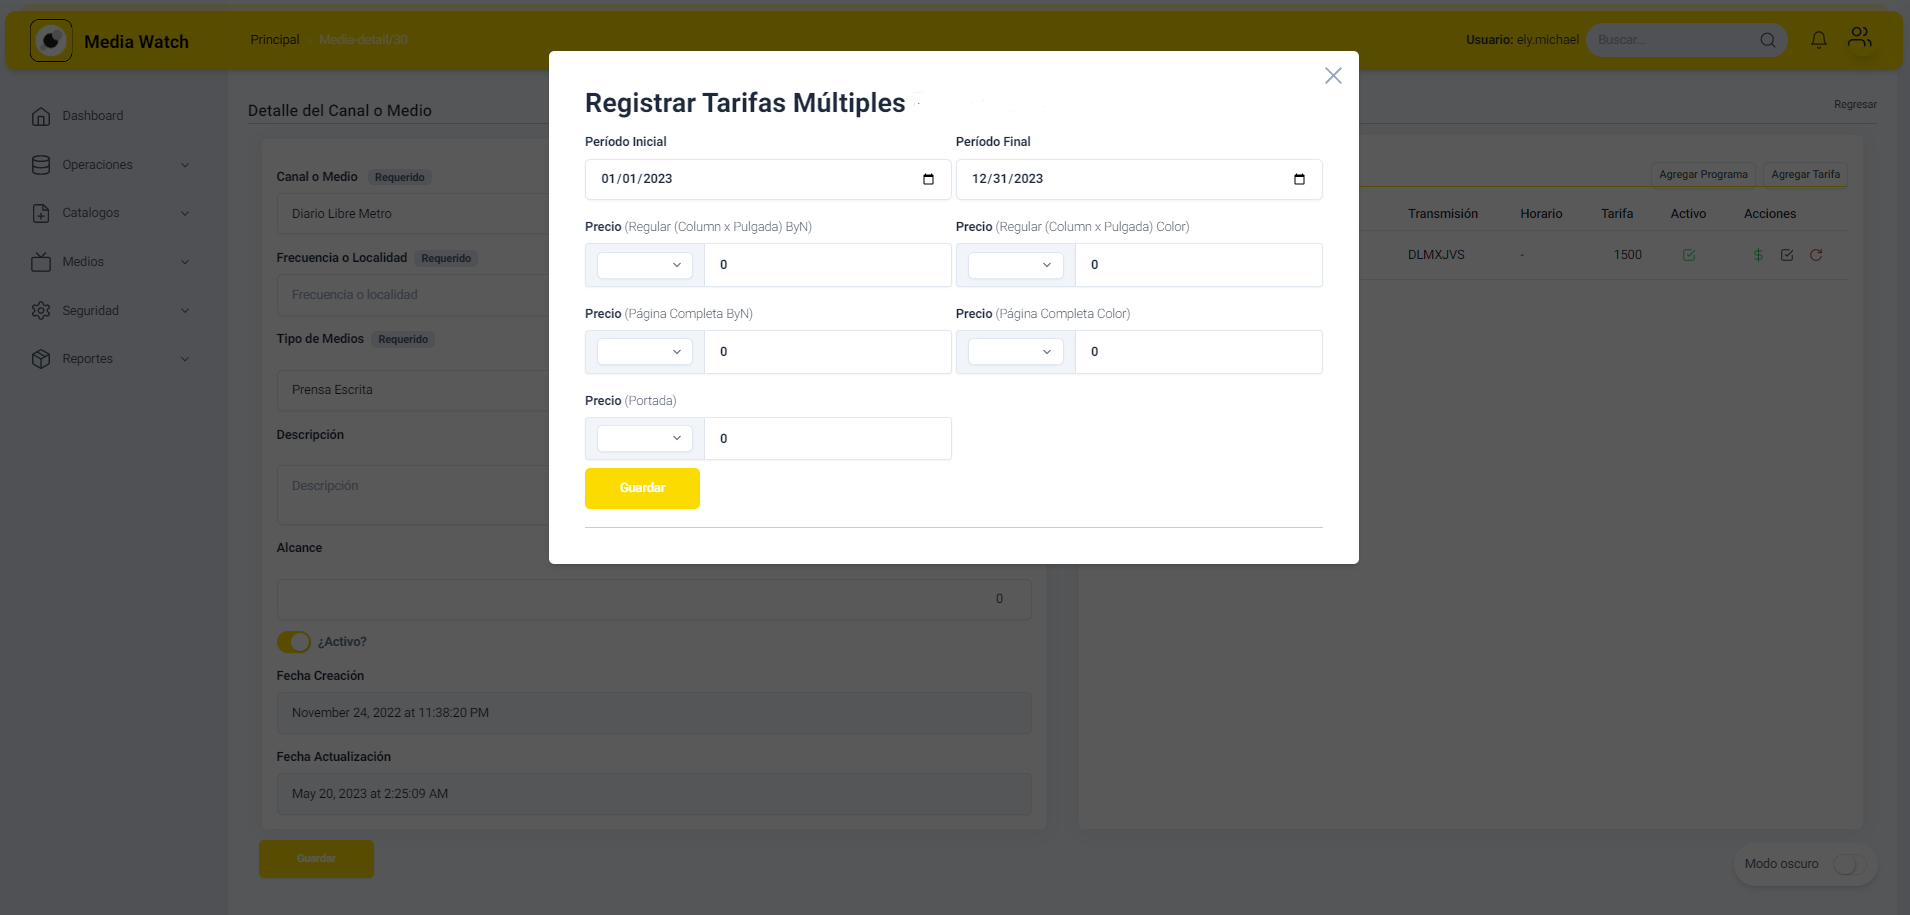 Media Watch
Principal
Media-detail/30
Usuario: ely.michael
Buscar...
Dashboard
Operaciones
Catalogos
Medios
Seguridad
Reportes
Detalle del Canal o Medio
Regresar
Canal o Medio Requerido
Diario Libre Metro
Frecuencia o Localidad Requerido
Frecuencia o localidad
Tipo de Medios Requerido
Prensa Escrita
Descripción
Descripción
Alcance
0
¿Activo?
Fecha Creación
November 24, 2022 at 11:38:20 PM
Fecha Actualización
May 20, 2023 at 2:25:09 AM
Guardar
Registrar Tarifas Múltiples
Período Inicial
Período Final
01/01/2023
12/31/2023
Precio (Regular (Column x Pulgada) ByN)
Precio (Regular (Column x Pulgada) Color)
0
0
Precio (Página Completa ByN)
Precio (Página Completa Color)
0
0
Precio (Portada)
0
Guardar
Agregar Programa
Agregar Tarifa
Transmisión Horario Tarifa Activo Acciones
DLMXJVS - 1500
Modo oscuro